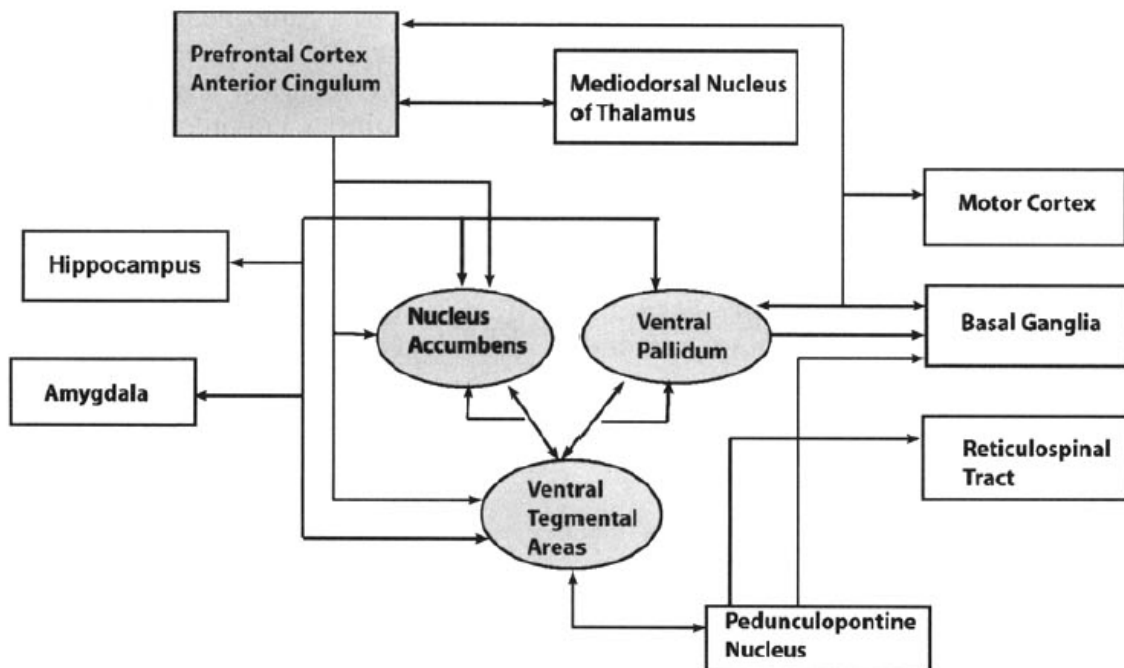 Prefrontal Cortex
Anterior Cingulum
Mediodorsal Nucleus
of Thalamus
Motor Cortex
Hippocampus
Nucleus
Accumbens
Ventral
Pallidum
Basal Ganglia
Amygdala
Reticulospinal
Tract
Ventral
Tegmental
Areas
Pedunculopontine
Nucleus